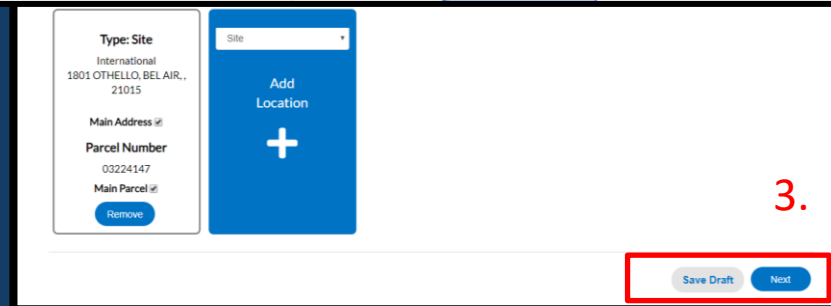 Type: Site
International
1801 OTHELLO, BEL AIR, ,
21015
Main Address
Parcel Number
03224147
Main Parcel
Remove
Site
Add
Location
3.
Save Draft
Next